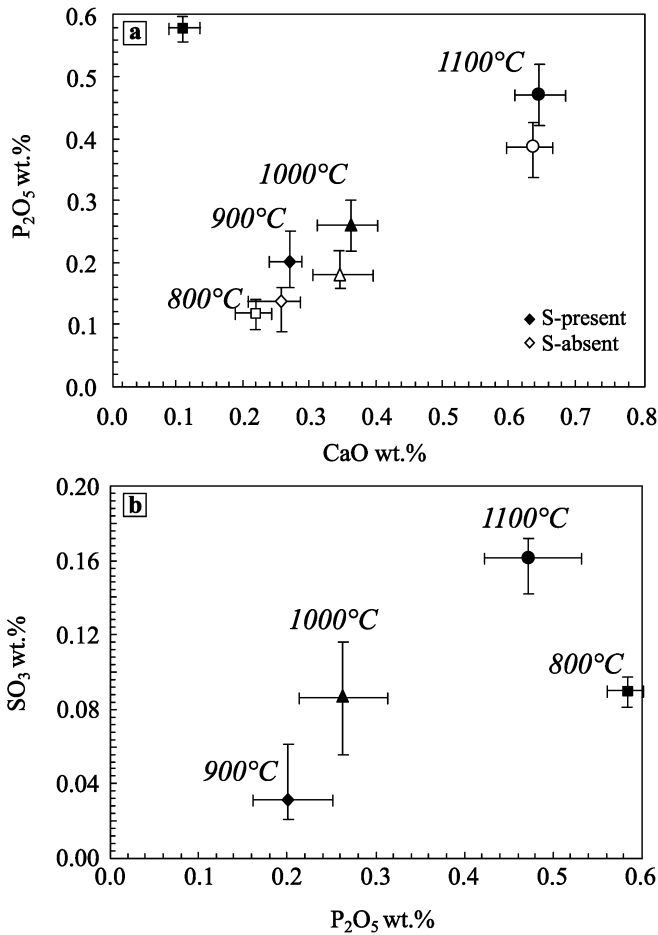 0.6
a
1100°C
0.5
0.4
1000°C
0.3
900°C
0.2
800°C
0.1
S-present
S-absent
0.0
P₂O₅ wt.%
0.0 0.1 0.2 0.3 0.4 0.5 0.6 0.7 0.8
CaO wt.%
0.20
b
1100°C
0.16
1000°C
0.12
800°C
0.08
900°C
0.04
0.00
SO₃ wt.%
0.0 0.1 0.2 0.3 0.4 0.5 0.6
P₂O₅ wt.%